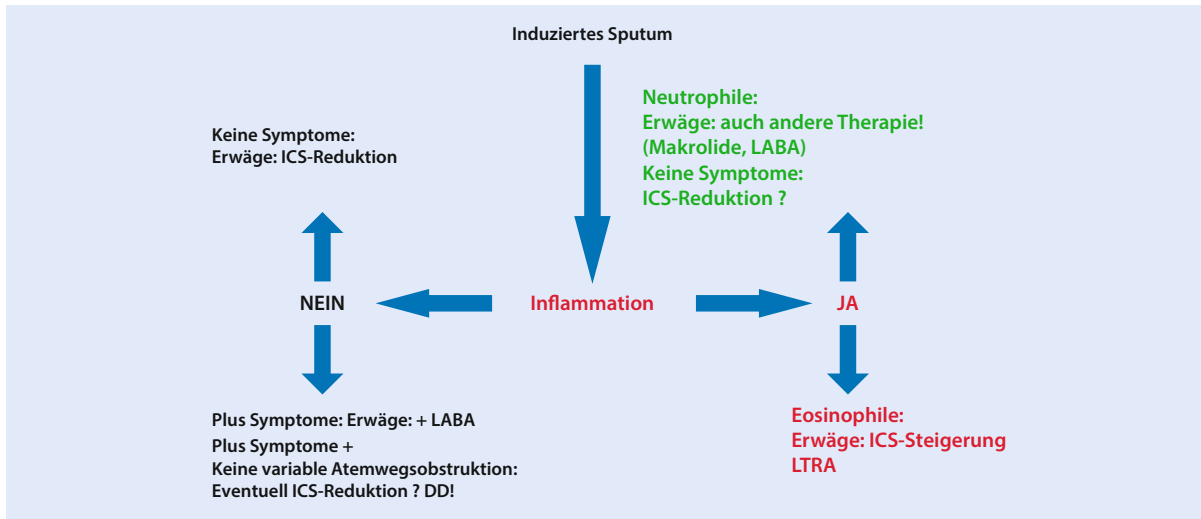 Induziertes Sputum
Neutrophile:
Erwäge: auch andere Therapie!
(Makrolide, LABA)
Keine Symptome:
ICS-Reduktion ?
Keine Symptome:
Erwäge: ICS-Reduktion
NEIN
Inflammation
JA
Plus Symptome: Erwäge: + LABA
Plus Symptome +
Keine variable Atemwegsobstruktion:
Eventuell ICS-Reduktion ? DD!
Eosinophile:
Erwäge: ICS-Steigerung
LTRA